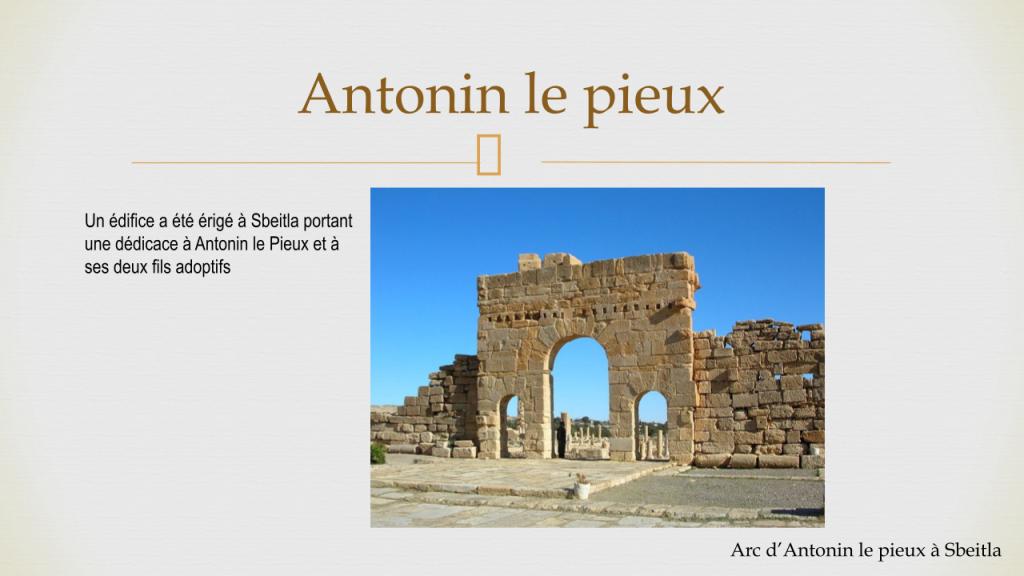 Antonin le pieux
Un édifice a été érigé à Sbeitla portant
une dédicace à Antonin le Pieux et à
ses deux fils adoptifs
Arc d’Antonin le pieux à Sbeitla